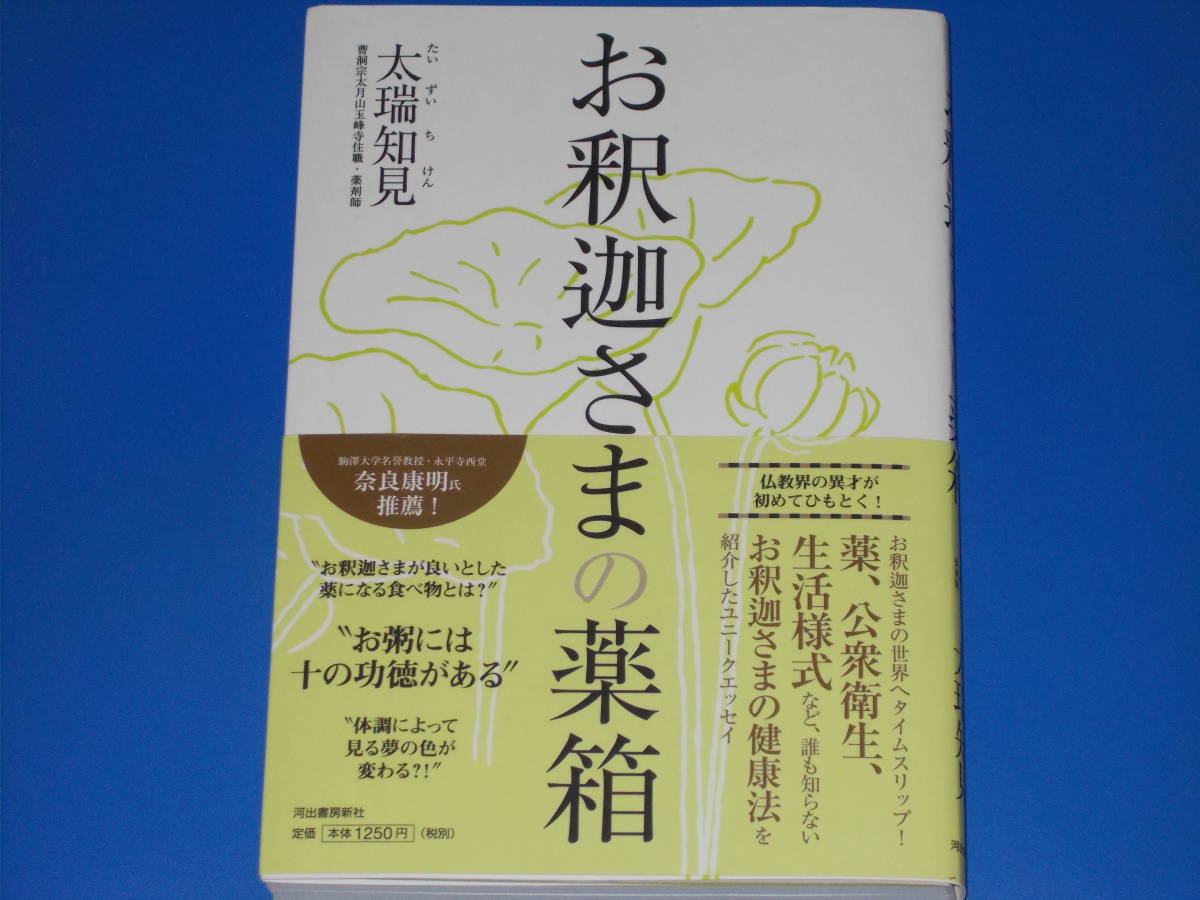 お釈迦さまの薬箱
たいずいちけん
太瑞知見
曹洞宗太月山玉峰寺住職・薬剤師
仏教界の異才が
初めてひもとく！
お釈迦さまの世界へタイムスリップ！
薬、公衆衛生、
生活様式など、誰も知らない
お釈迦さまの健康法を
紹介したユニークエッセイ
駒澤大学名誉教授・永平寺西堂
奈良康明氏
推薦！
〝お釈迦さまが良いとした
薬になる食べ物とは？〟
〝お粥には
十の功徳がある〟
〝体調によって
見る夢の色が
変わる？！〟
河出書房新社
定価 本体1250円（税別）